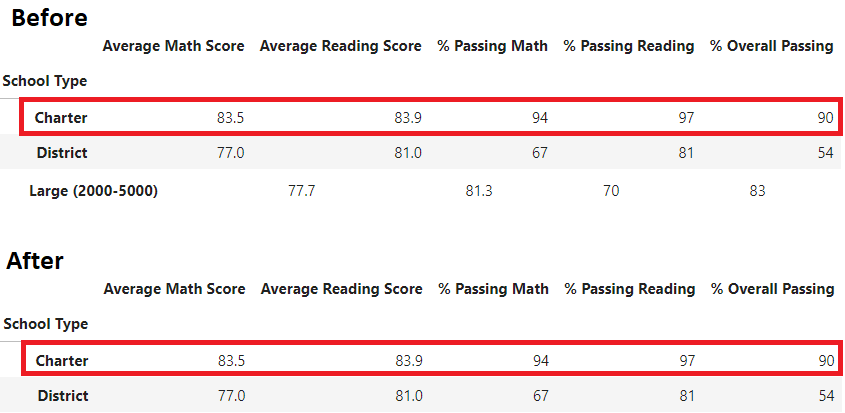 Before
Average Math Score Average Reading Score % Passing Math % Passing Reading % Overall Passing
School Type
Charter 83.5 83.9 94 97 90
District 77.0 81.0 67 81 54
Large (2000-5000) 77.7 81.3 70 83
After
Average Math Score Average Reading Score % Passing Math % Passing Reading % Overall Passing
School Type
Charter 83.5 83.9 94 97 90
District 77.0 81.0 67 81 54